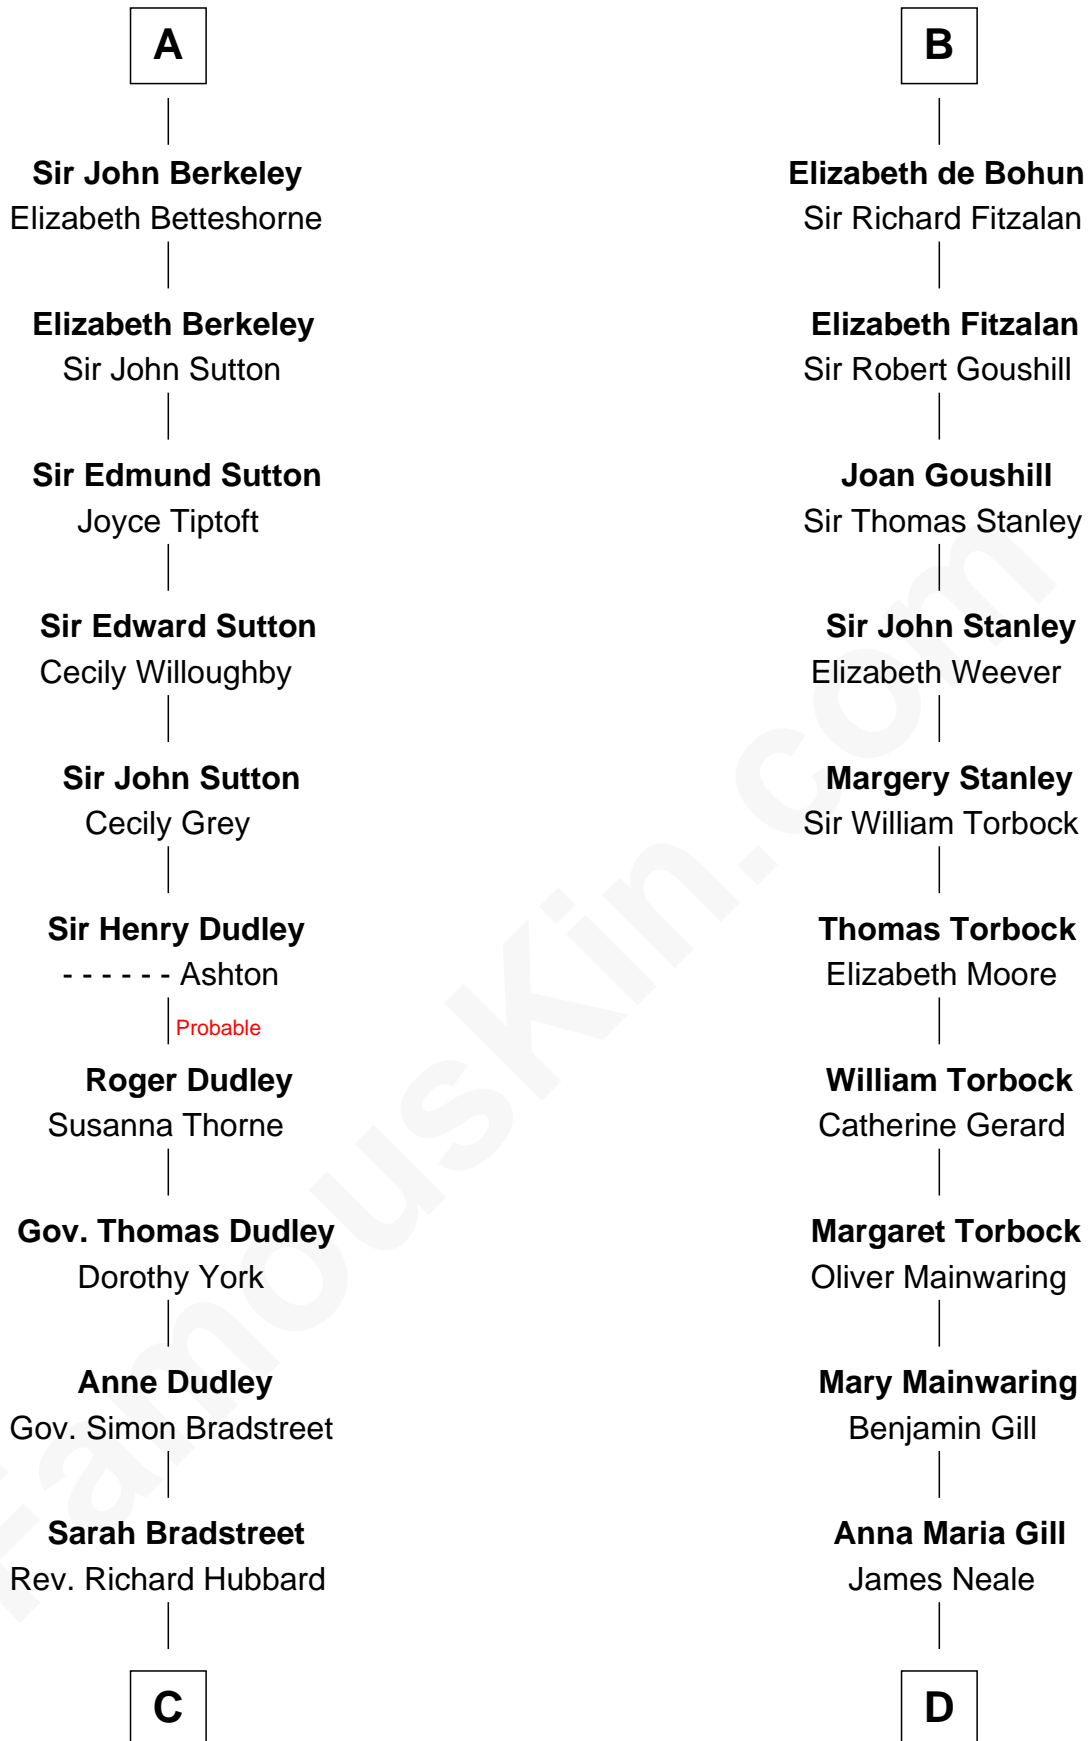 A
Sir John Berkeley
Elizabeth Betteshorne
Elizabeth Berkeley
Sir John Sutton
Sir Edmund Sutton
Joyce Tiptoft
Sir Edward Sutton
Cecily Willoughby
Sir John Sutton
Cecily Grey
Sir Henry Dudley
- - - - - - Ashton
Probable
Roger Dudley
Susanna Thorne
Gov. Thomas Dudley
Dorothy York
Anne Dudley
Gov. Simon Bradstreet
Sarah Bradstreet
Rev. Richard Hubbard
C
B
Elizabeth de Bohun
Sir Richard Fitzalan
Elizabeth Fitzalan
Sir Robert Goushill
Joan Goushill
Sir Thomas Stanley
Sir John Stanley
Elizabeth Weever
Margery Stanley
Sir William Torbock
Thomas Torbock
Elizabeth Moore
William Torbock
Catherine Gerard
Margaret Torbock
Oliver Mainwaring
Mary Mainwaring
Benjamin Gill
Anna Maria Gill
James Neale
D
FamousKin.com